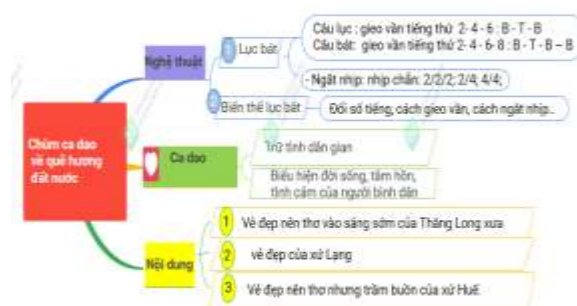 Chùm ca dao
về quê hương
đất nước
Nghệ thuật
1 Lục bát
Câu lục : gieo vần tiếng thứ 2- 4 - 6 : B - T - B
Câu bát: gieo vần tiếng thứ 2- 4- 6- 8 : B - T - B – B
- Ngắt nhịp: nhịp chẵn: 2/2/2; 2/4; 4/4;
2 Biến thể lục bát
Đổi số tiếng, cách gieo vần, cách ngắt nhịp..
Ca dao
Trữ tình dân gian
Biểu hiện đời sống, tâm hồn,
tình cảm của người bình dân
Nội dung
1 Vẻ đẹp nên thơ vào sáng sớm của Thăng Long xưa
2 vẻ đẹp của xứ Lạng
3 Vẻ đẹp nên thơ nhưng trầm buồn của xứ Huế